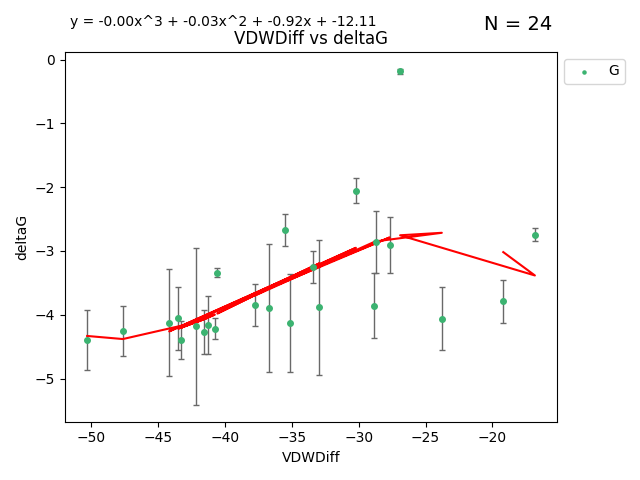 y = -0.00x^3 + -0.03x^2 + -0.92x + -12.11
N = 24
VDWDiff vs deltaG
G
0
−1
−2
−3
−4
−5
deltaG
−50
−45
−40
−35
−30
−25
−20
VDWDiff